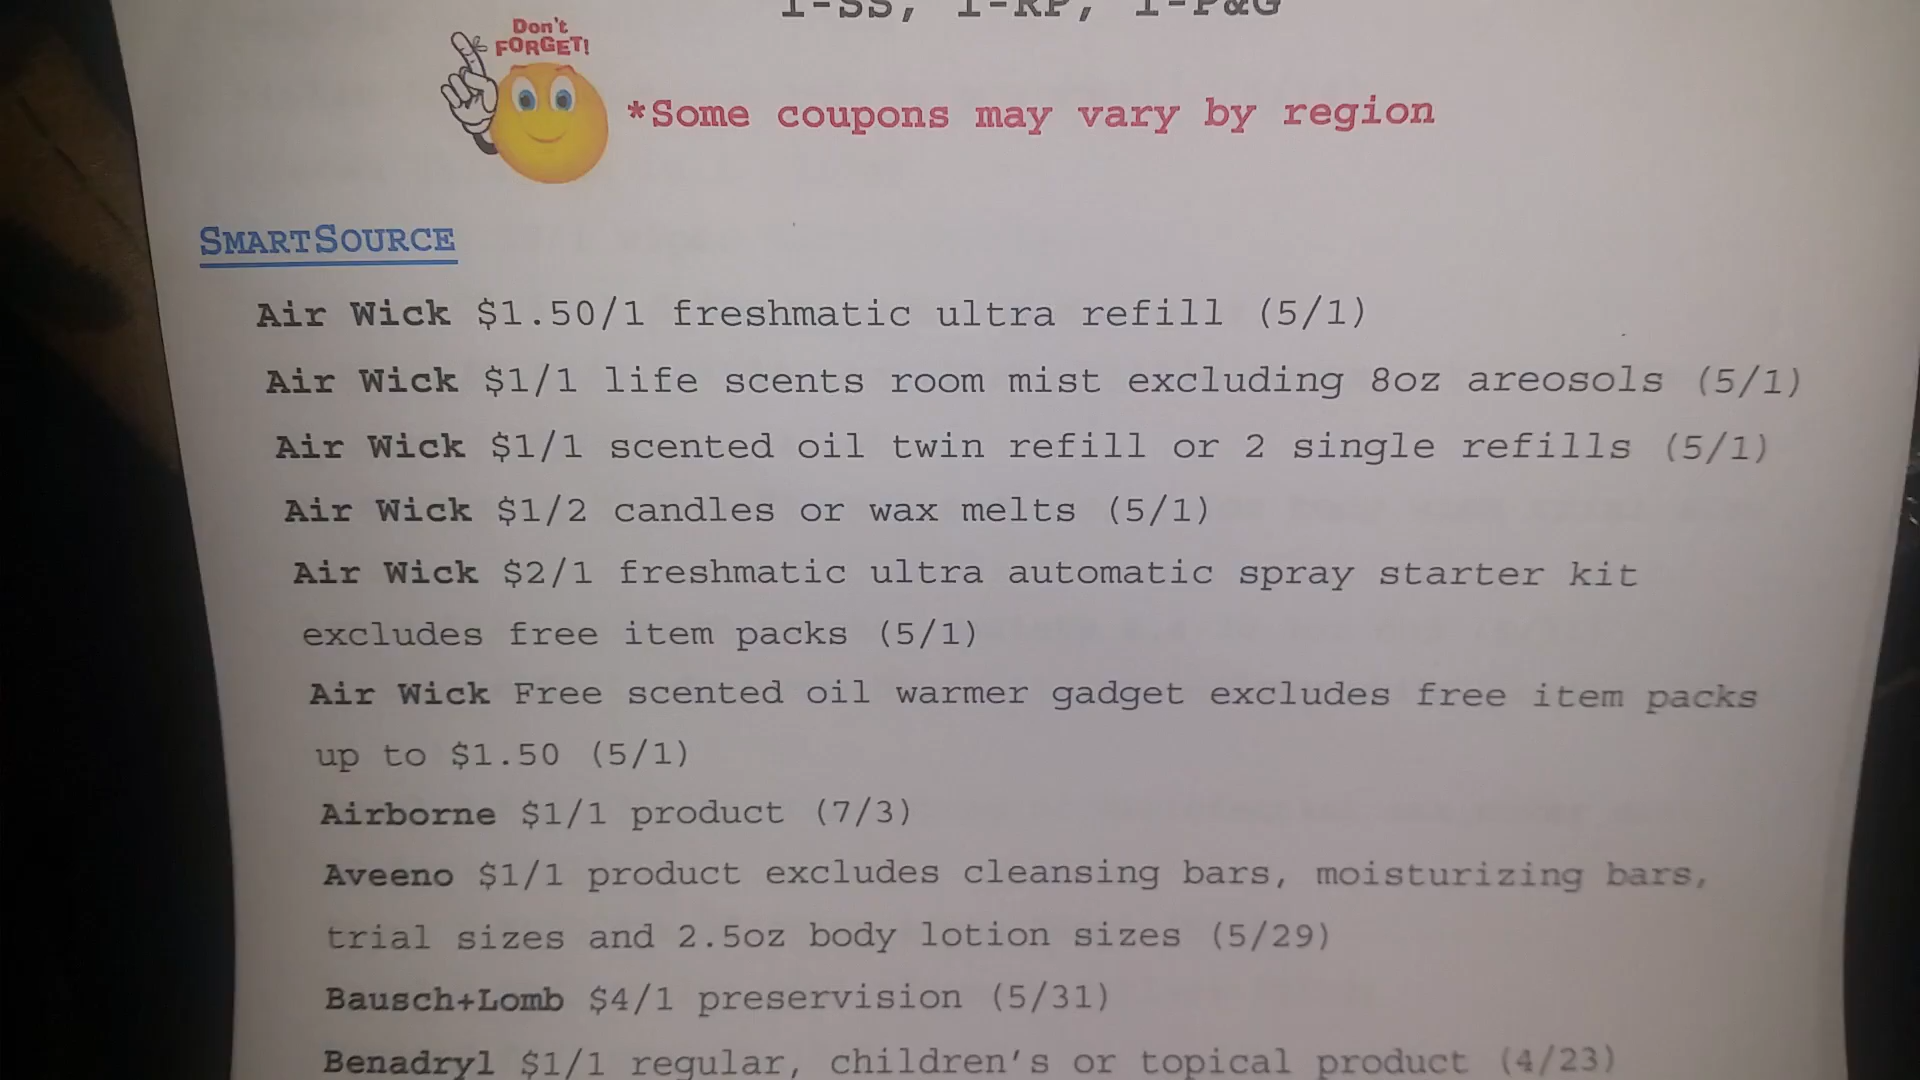 1-SS, 1-RP, 1-P&G
Don't
FORGET!
*Some coupons may vary by region
SMARTSOURCE
Air Wick $1.50/1 freshmatic ultra refill (5/1)
Air Wick $1/1 life scents room mist excluding 8oz areosols (5/1)
Air Wick $1/1 scented oil twin refill or 2 single refills (5/1)
Air Wick $1/2 candles or wax melts (5/1)
Air Wick $2/1 freshmatic ultra automatic spray starter kit
excludes free item packs (5/1)
Air Wick Free scented oil warmer gadget excludes free item packs
up to $1.50 (5/1)
Airborne $1/1 product (7/3)
Aveeno $1/1 product excludes cleansing bars, moisturizing bars,
trial sizes and 2.5oz body lotion sizes (5/29)
Bausch+Lomb $4/1 preservision (5/31)
Benadryl $1/1 regular, children's or topical product (4/23)